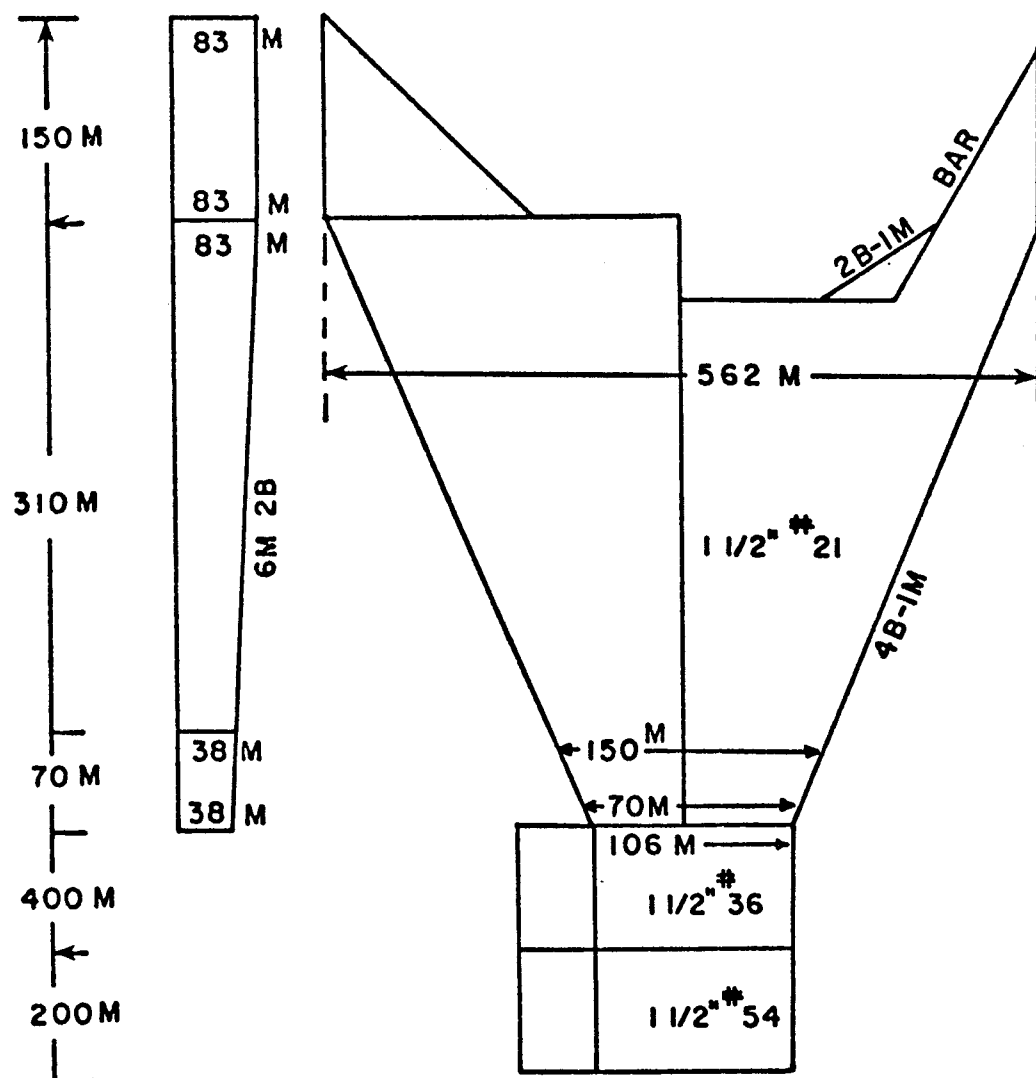 150 M
310 M
70 M
400 M
200 M
83 M
83 M
83 M
6M 2B
38 M
38 M
BAR
2B-1M
562 M
1 1/2" #21
4B-1M
150 M
70 M
106 M
1 1/2" #36
1 1/2" #54